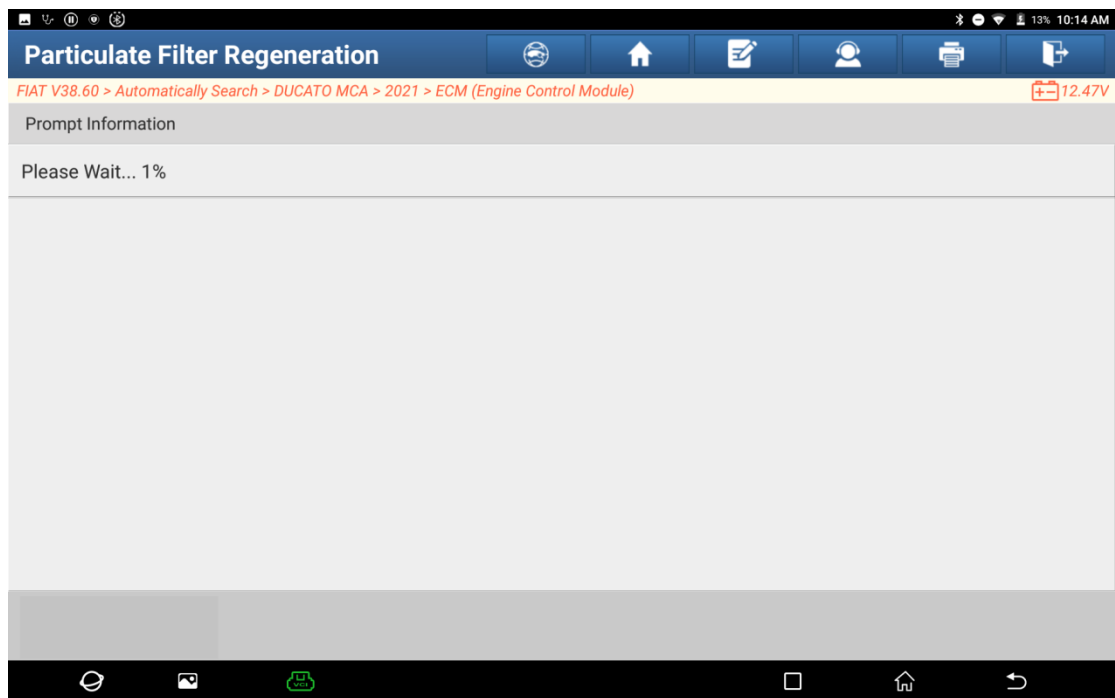 13% 10:14 AM
Particulate Filter Regeneration
FIAT V38.60 > Automatically Search > DUCATO MCA > 2021 > ECM (Engine Control Module)
12.47V
Prompt Information
Please Wait... 1%
VCI